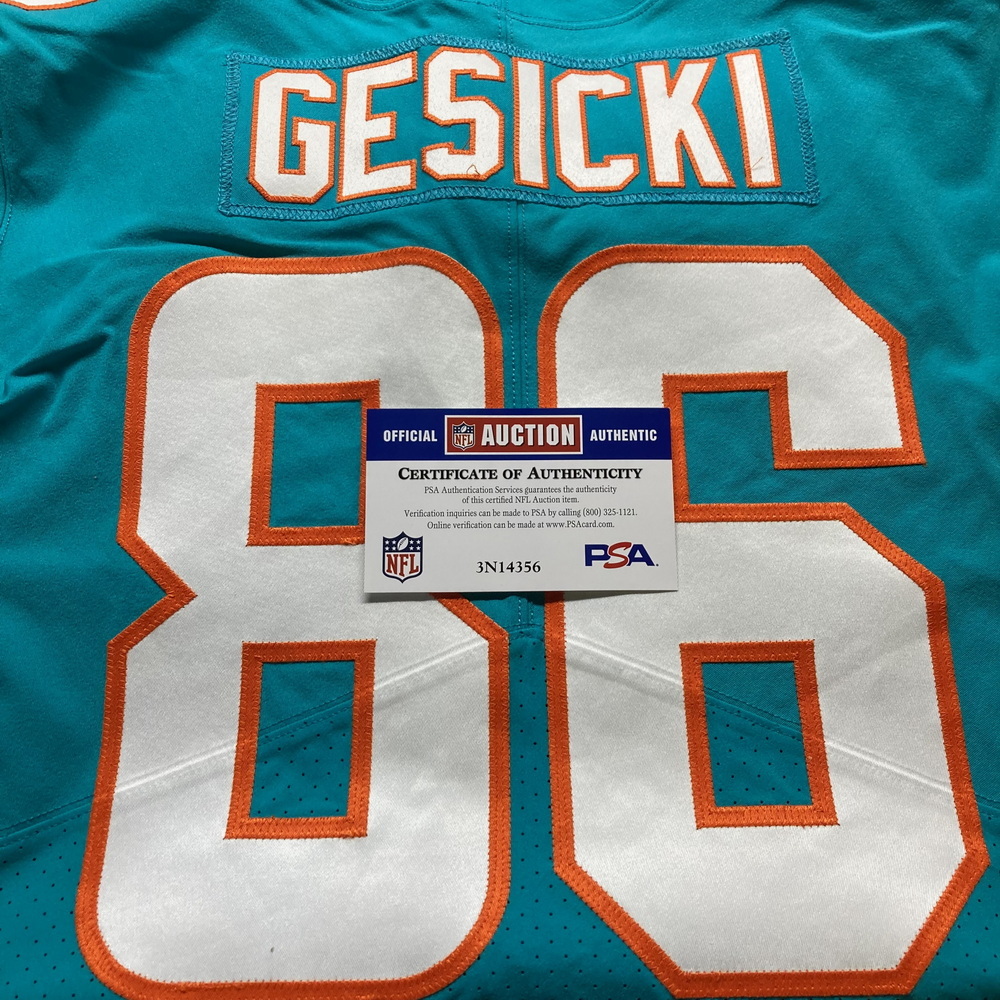 GESICKI
86
OFFICIAL NFL AUCTION AUTHENTIC
CERTIFICATE OF AUTHENTICITY
PSA Authentication Services guarantees the authenticity
of this certified NFL Auction item.
Verification inquiries can be made to PSA by calling (800) 325-1121.
Online verification can be made at www.PSAcard.com.
NFL 3N14356 PSA.